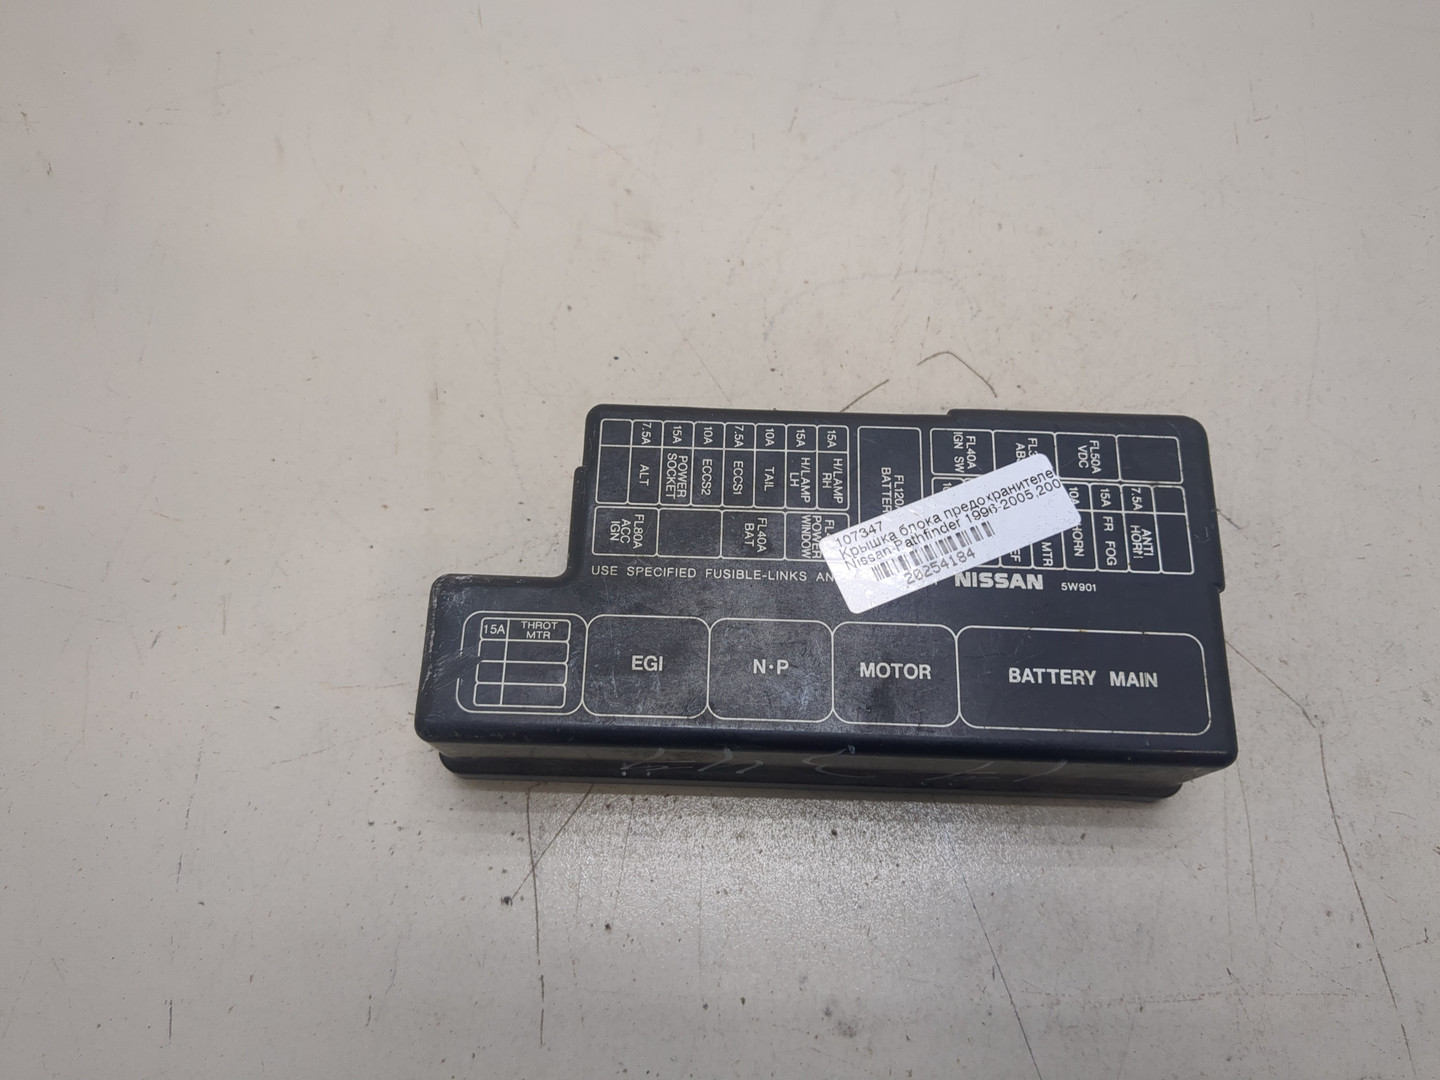 7.5A
15A
10A
7.5A
10A
15A
15A
ALT
POWER
SOCKET
ECCS2
ECCS1
TAIL
H/LAMP
LH
H/LAMP
RH
FL80A
ACC
IGN
FL40A
BAT
POWER
WINDOW
FL40A
IGN SW
FL50A
VDC
10A
15A
7.5A
MTR
HORN
FR FOG
ANTI
HORN
107347
Крышка блока
Nissan Pathfinder 1996-2005
20254184
USE SPECIFIED FUSIBLE-LINKS
NISSAN 5W901
15A THROT
MTR
EGI
N·P
MOTOR
BATTERY MAIN